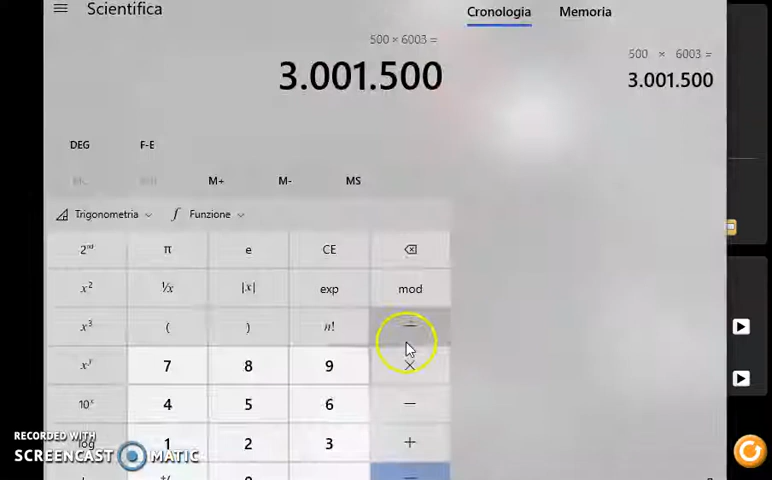 Scientifica
Cronologia
Memoria
500 × 6003 =
3.001.500
500 × 6003 =
3.001.500
DEG
F-E
M+
M-
MS
Trigonometria
Funzione
2ⁿᵈ
π
e
CE
x²
¹/x
|x|
exp
mod
x³
(
)
n!
÷
xʸ
7
8
9
×
10ˣ
4
5
6
−
log
1
2
3
+
RECORDED WITH
SCREENCAST MATIC